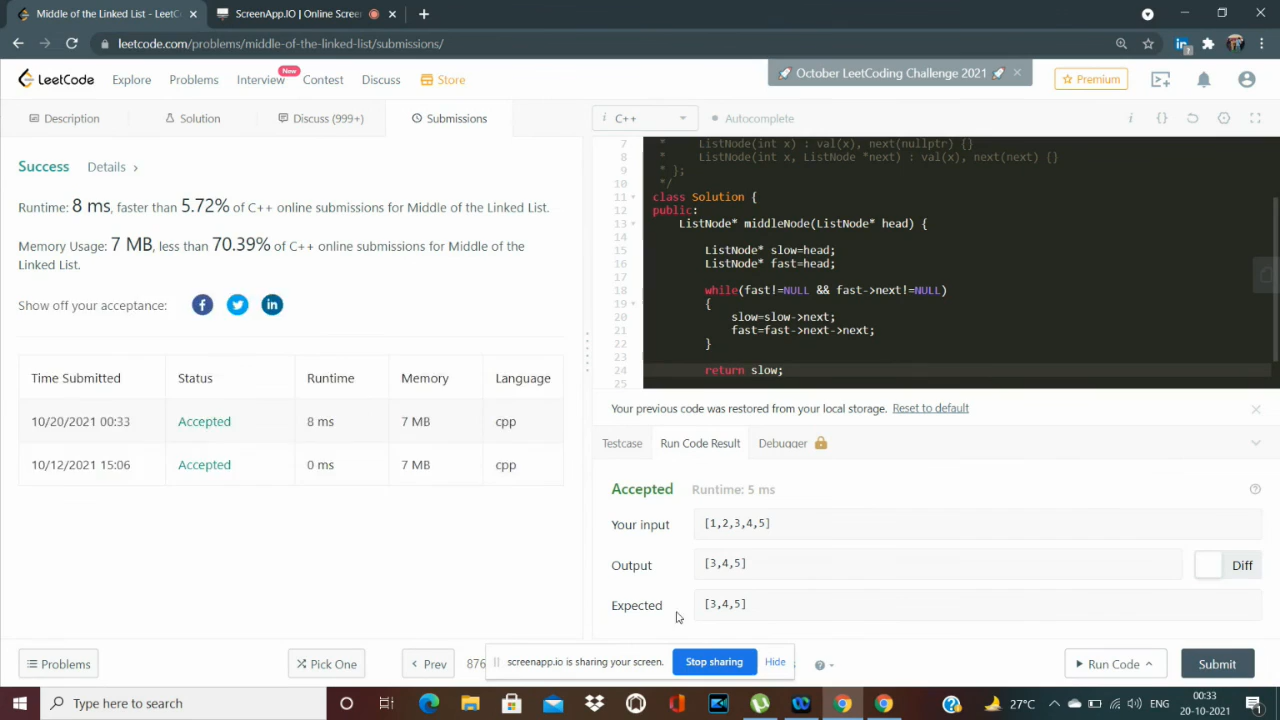 Middle of the Linked List - LeetC
ScreenApp.IO | Online Scree
leetcode.com/problems/middle-of-the-linked-list/submissions/
LeetCode
Explore
Problems
Interview
New
Contest
Discuss
Store
🚀 October LeetCoding Challenge 2021 🚀
Premium
Description
Solution
Discuss (999+)
Submissions
C++
Autocomplete
Success
Details
Runtime: 8 ms, faster than 5.72% of C++ online submissions for Middle of the Linked List.
Memory Usage: 7 MB, less than 70.39% of C++ online submissions for Middle of the
Linked List.
Show off your acceptance:
Time Submitted Status Runtime Memory Language
10/20/2021 00:33 Accepted 8 ms 7 MB cpp
10/12/2021 15:06 Accepted 0 ms 7 MB cpp
7 * ListNode(int x) : val(x), next(nullptr) {}
8 * ListNode(int x, ListNode *next) : val(x), next(next) {}
9 * };
10 */
11 class Solution {
12 public:
13 ListNode* middleNode(ListNode* head) {
14
15 ListNode* slow=head;
16 ListNode* fast=head;
17
18 while(fast!=NULL && fast->next!=NULL)
19 {
20 slow=slow->next;
21 fast=fast->next->next;
22 }
23
24 return slow;
25
Your previous code was restored from your local storage. Reset to default
Testcase
Run Code Result
Debugger
Accepted
Runtime: 5 ms
Your input
[1,2,3,4,5]
Output
[3,4,5]
Diff
Expected
[3,4,5]
Problems
Pick One
Prev
876
screenapp.io is sharing your screen.
Stop sharing
Hide
Run Code
Submit
Type here to search
27°C
ENG
00:33
20-10-2021